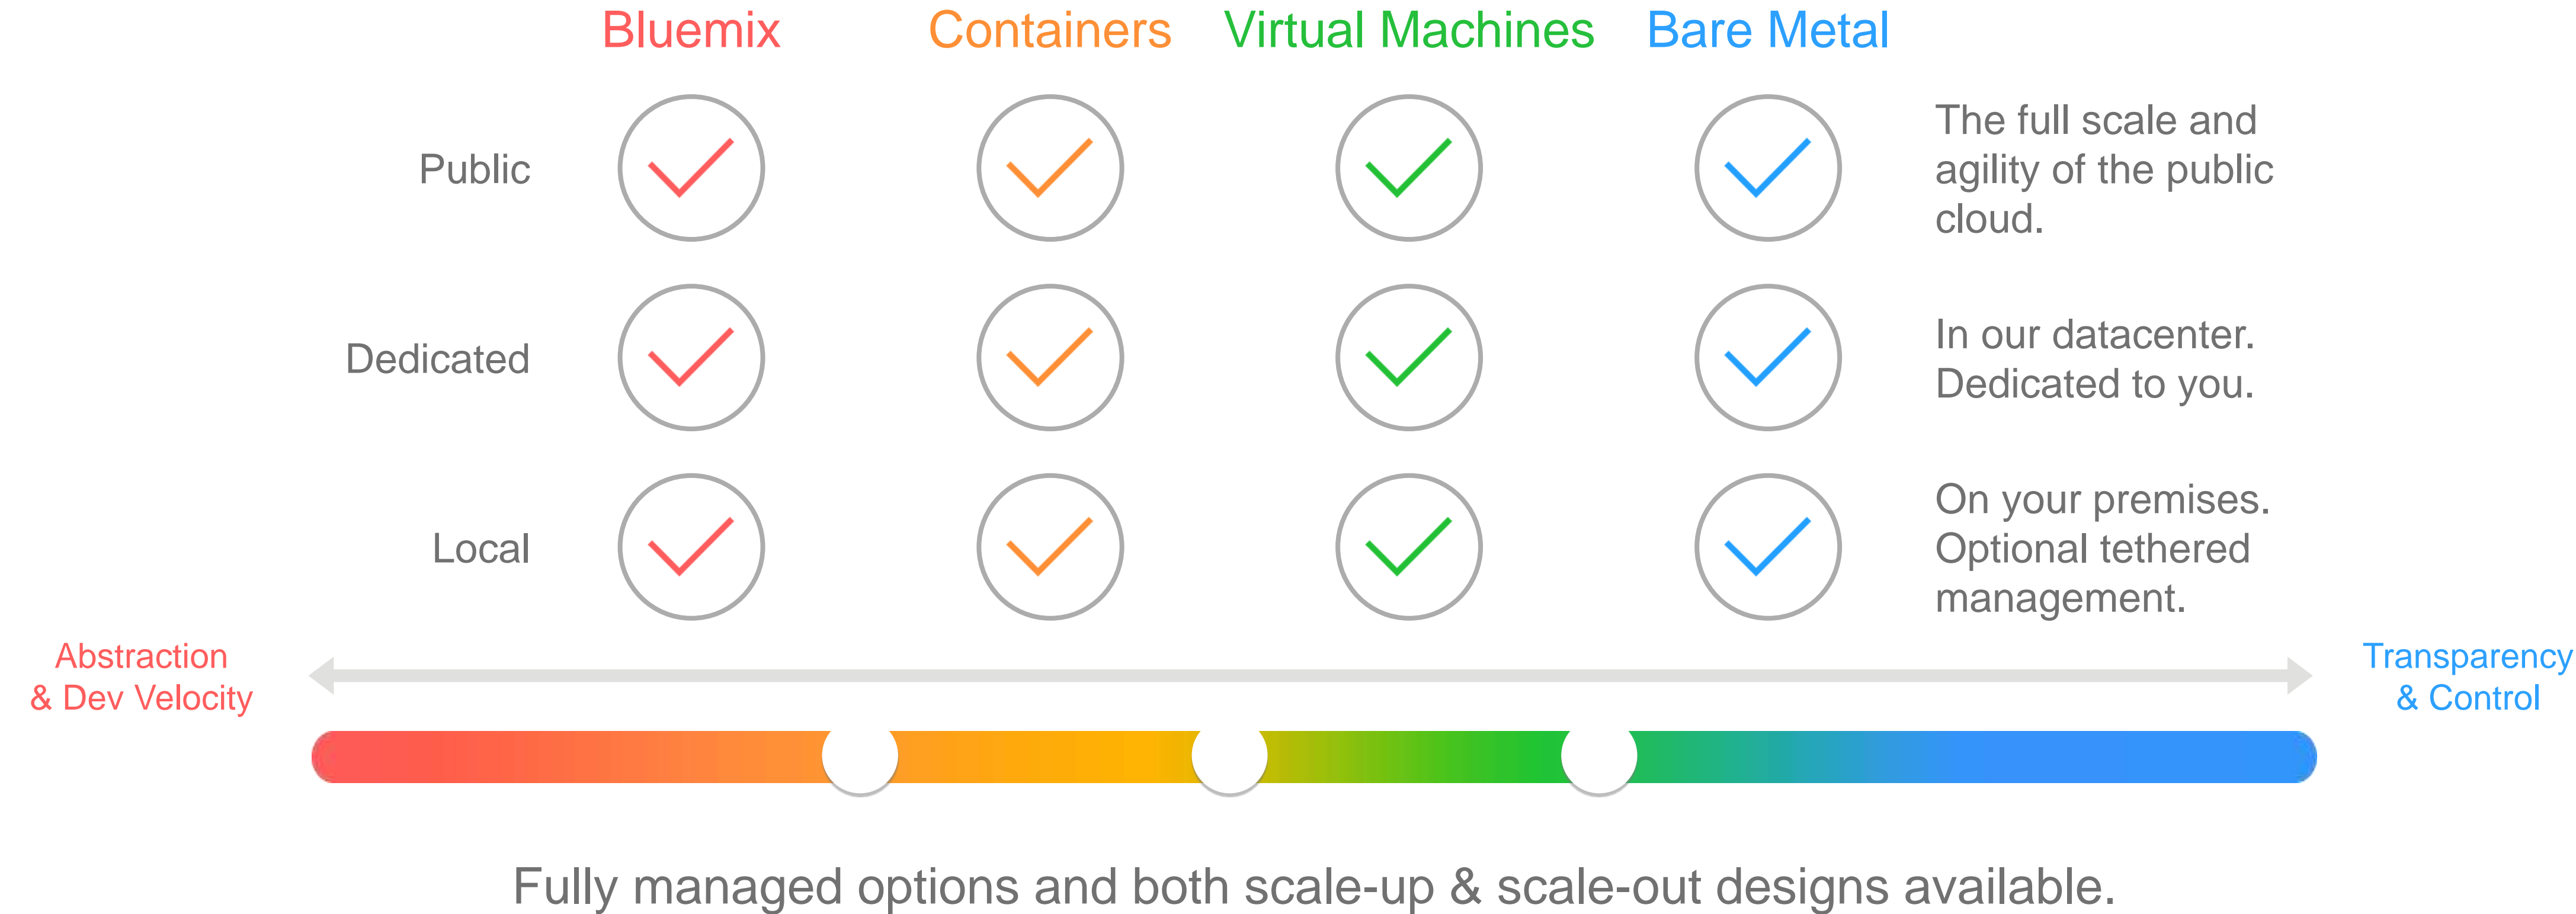 Bluemix Containers Virtual Machines Bare Metal
Public
The full scale and
agility of the public
cloud.
Dedicated
In our datacenter.
Dedicated to you.
Local
On your premises.
Optional tethered
management.
Abstraction
& Dev Velocity
Transparency
& Control
Fully managed options and both scale-up & scale-out designs available.